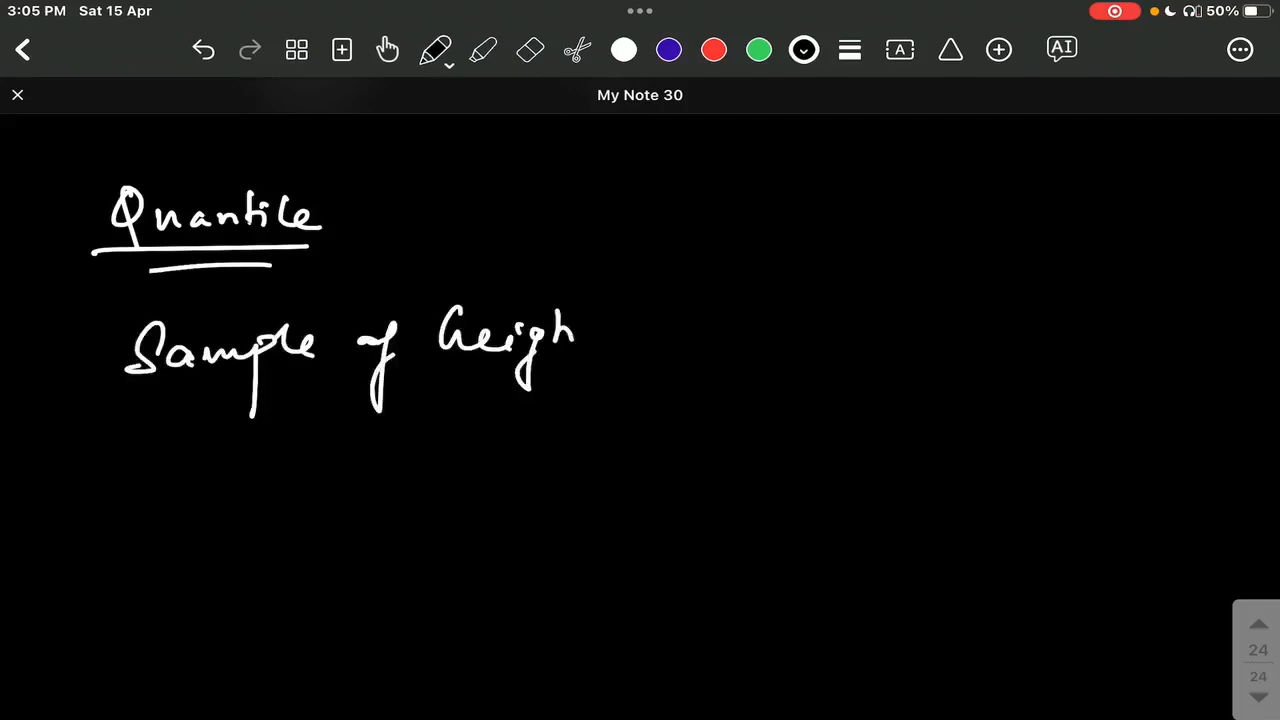 3:05 PM Sat 15 Apr 50%
A AI
My Note 30
Quantile
Sample of heigh
24
24